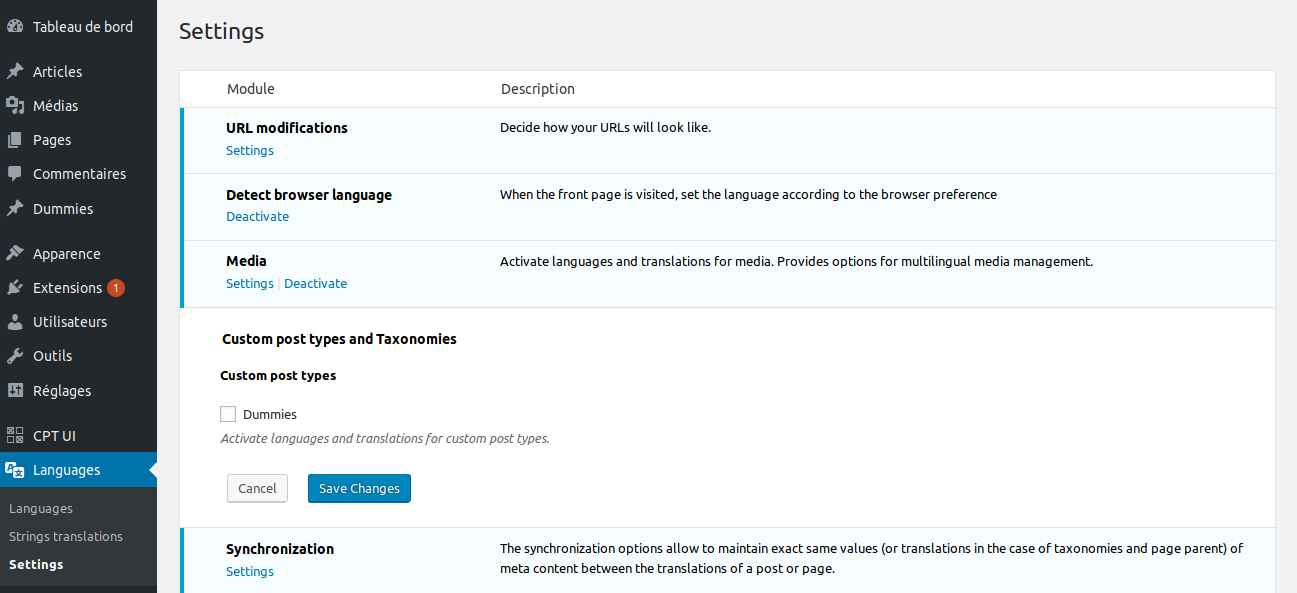 Tableau de bord
Articles
Médias
Pages
Commentaires
Dummies
Apparence
Extensions 1
Utilisateurs
Outils
Réglages
CPT UI
Languages
Languages
Strings translations
Settings
Settings
Module Description
URL modifications Decide how your URLs will look like.
Settings
Detect browser language When the front page is visited, set the language according to the browser preference
Deactivate
Media Activate languages and translations for media. Provides options for multilingual media management.
Settings | Deactivate
Custom post types and Taxonomies
Custom post types
Dummies
Activate languages and translations for custom post types.
Cancel Save Changes
Synchronization The synchronization options allow to maintain exact same values (or translations in the case of taxonomies and page parent) of
Settings meta content between the translations of a post or page.